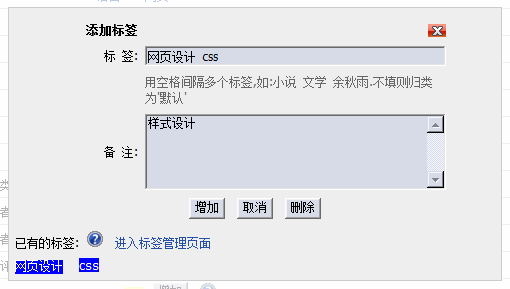 添加标签
标 签: 网页设计 css
用空格间隔多个标签,如:小说 文学 余秋雨.不填则归类
为'默认'
备 注: 样式设计
增加 取消 删除
已有的标签: ? 进入标签管理页面
网页设计 css